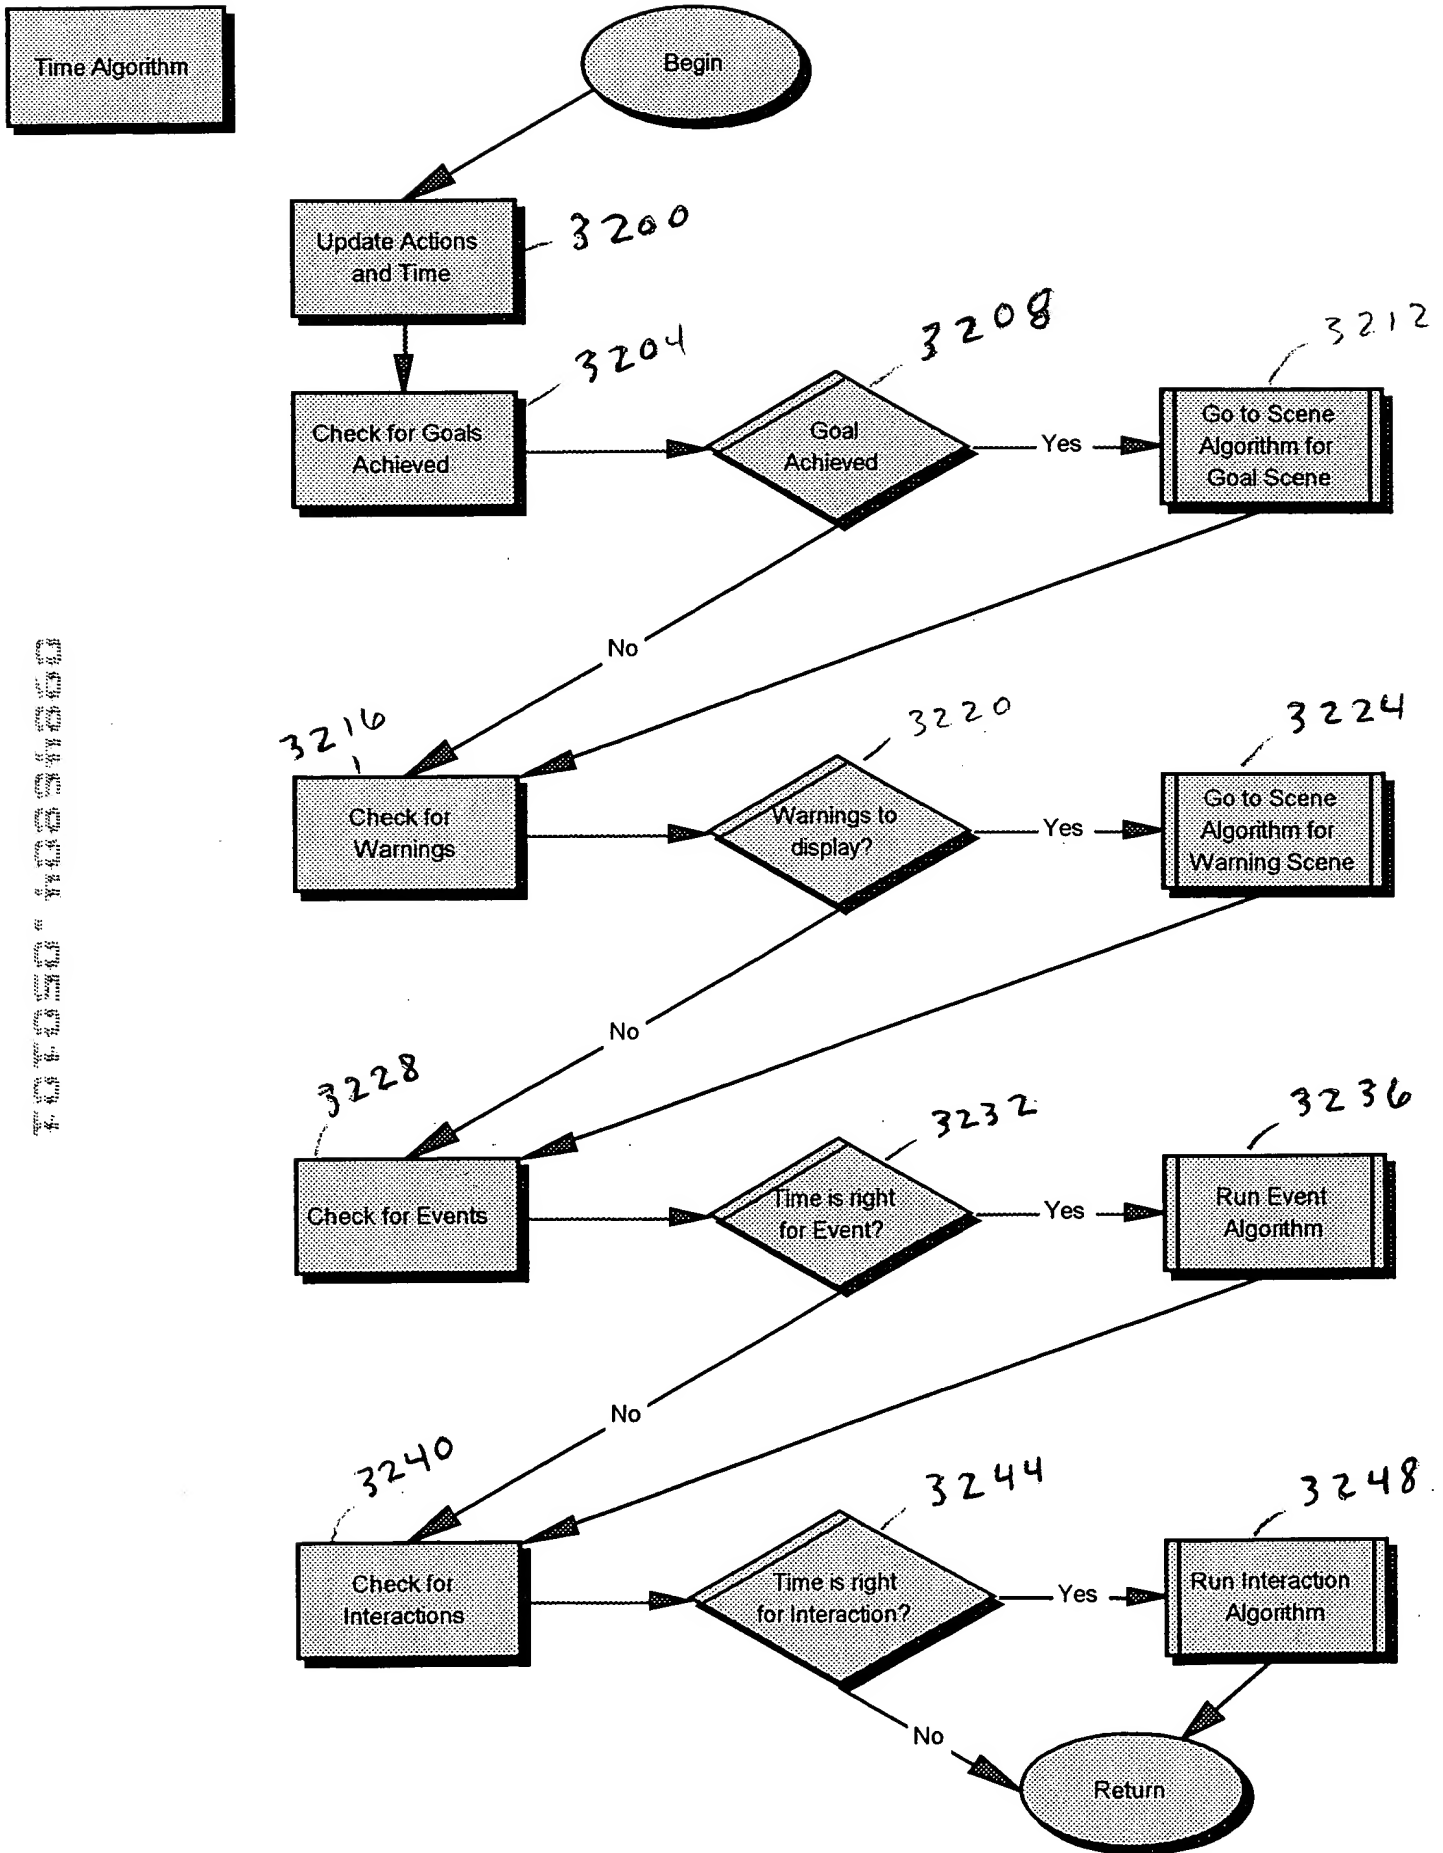 Time Algorithm
Begin
Update Actions
and Time
3200
Check for Goals
Achieved
3204
Goal
Achieved
3208
Yes
Go to Scene
Algorithm for
Goal Scene
3212
No
Check for
Warnings
3216
Warnings to
display?
3220
Yes
Go to Scene
Algorithm for
Warning Scene
3224
No
Check for Events
3228
Time is right
for Event?
3232
Yes
Run Event
Algorithm
3236
No
Check for
Interactions
3240
Time is right
for Interaction?
3244
Yes
Run Interaction
Algorithm
3248
No
Return